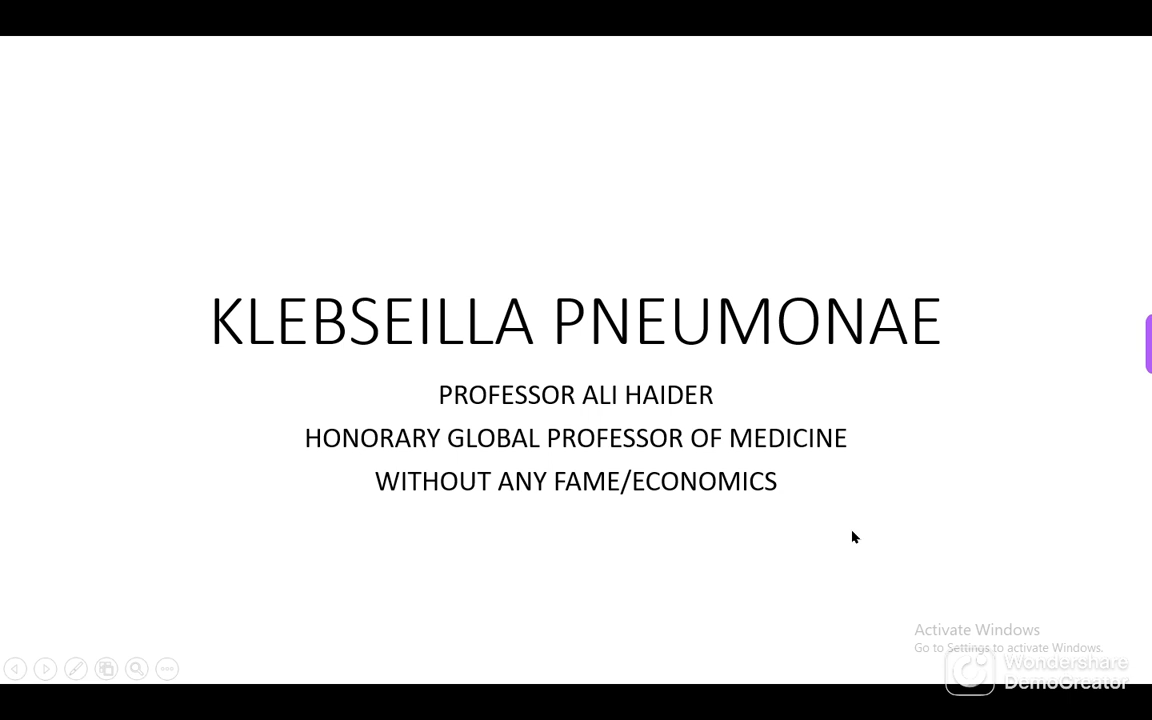 KLEBSEILLA PNEUMONAE
PROFESSOR ALI HAIDER
HONORARY GLOBAL PROFESSOR OF MEDICINE
WITHOUT ANY FAME/ECONOMICS
Activate Windows
Go to Settings to activate Windows.
Wondershare
DemoCreator